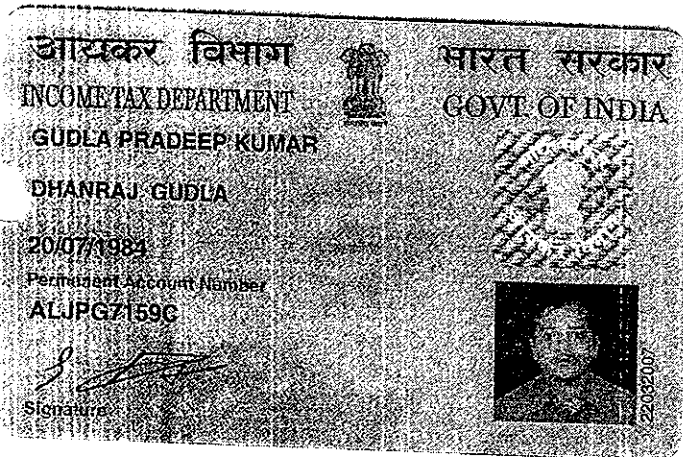 आयकर विभाग
भारत सरकार
INCOME TAX DEPARTMENT
GOVT. OF INDIA
GUDLA PRADEEP KUMAR
DHANRAJ GUDLA
20/07/1984
Permanent Account Number
ALJPG7159C
Signature
22032007